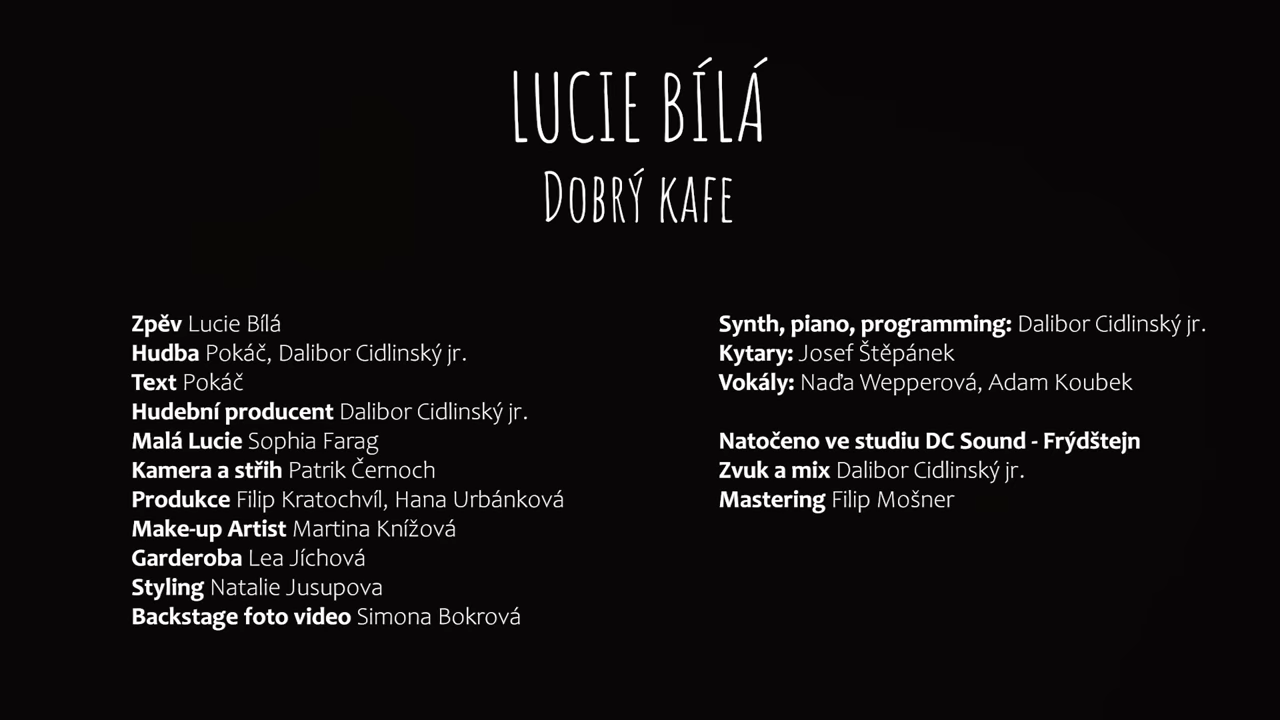 LUCIE BÍLÁ
DOBRÝ KAFE
Zpěv Lucie Bílá
Hudba Pokáč, Dalibor Cidlinský jr.
Text Pokáč
Hudební producent Dalibor Cidlinský jr.
Malá Lucie Sophia Farag
Kamera a střih Patrik Černoch
Produkce Filip Kratochvíl, Hana Urbánková
Make-up Artist Martina Knížová
Garderoba Lea Jíchová
Styling Natalie Jusupova
Backstage foto video Simona Bokrová
Synth, piano, programming: Dalibor Cidlinský jr.
Kytary: Josef Štěpánek
Vokály: Naďa Wepperová, Adam Koubek
Natočeno ve studiu DC Sound - Frýdštejn
Zvuk a mix Dalibor Cidlinský jr.
Mastering Filip Mošner